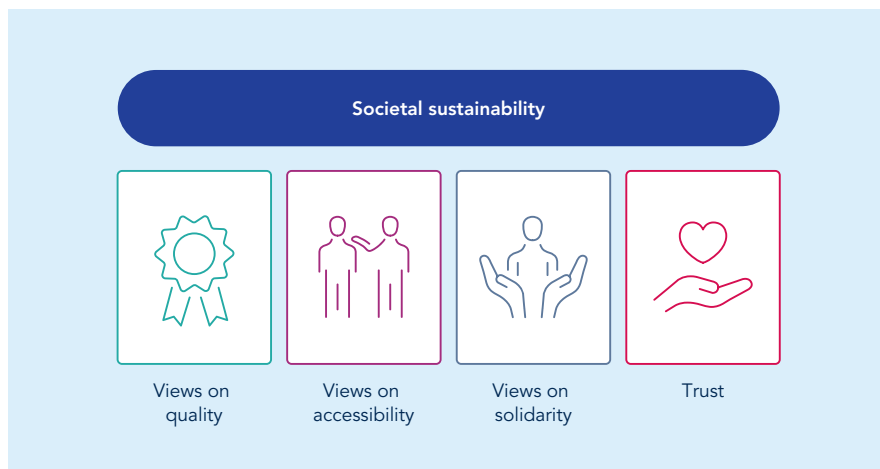 Societal sustainability
Views on
quality
Views on
accessibility
Views on
solidarity
Trust